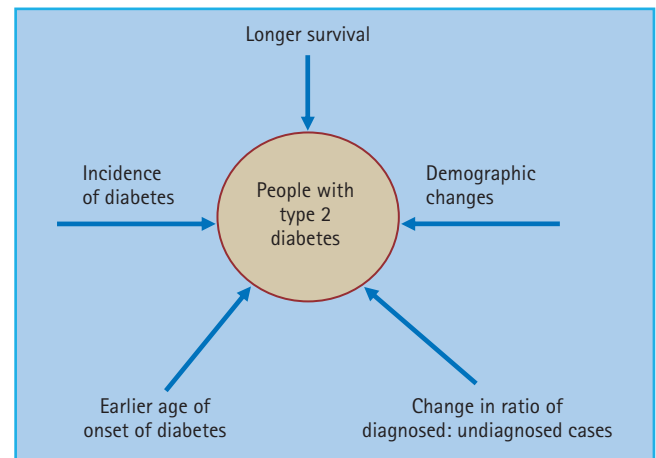 Longer survival
Incidence
of diabetes
People with
type 2
diabetes
Demographic
changes
Earlier age of
onset of diabetes
Change in ratio of
diagnosed: undiagnosed cases